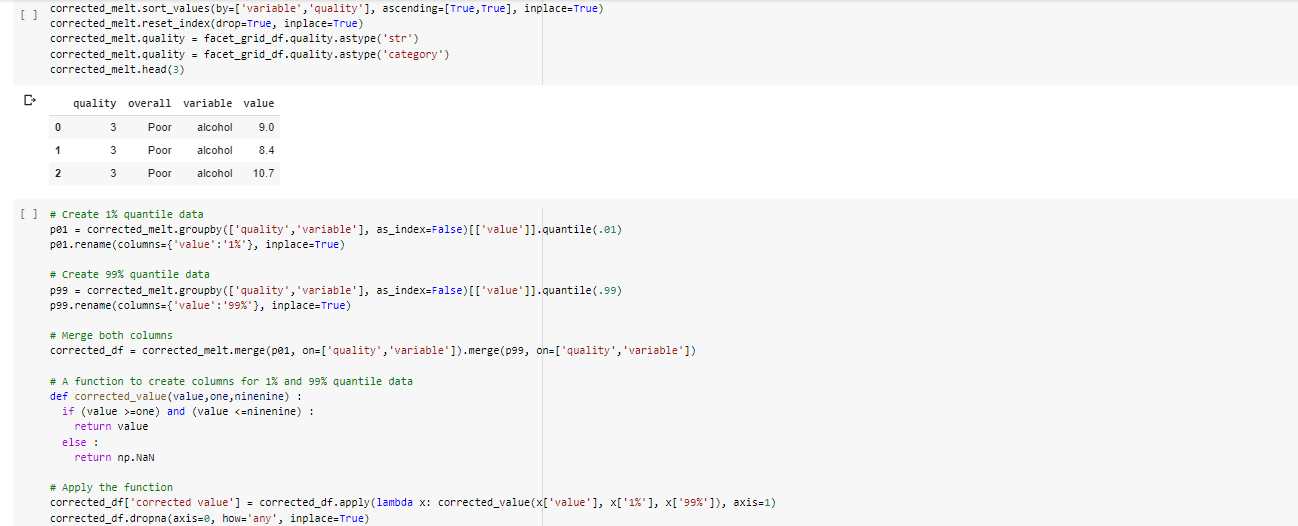 corrected_melt.sort_values(by=['variable','quality'], ascending=[True,True], inplace=True)
[ ] corrected_melt.reset_index(drop=True, inplace=True)
corrected_melt.quality = facet_grid_df.quality.astype('str')
corrected_melt.quality = facet_grid_df.quality.astype('category')
corrected_melt.head(3)
quality overall variable value
0 3 Poor alcohol 9.0
1 3 Poor alcohol 8.4
2 3 Poor alcohol 10.7
[ ] # Create 1% quantile data
p01 = corrected_melt.groupby(['quality','variable'], as_index=False)[['value']].quantile(.01)
p01.rename(columns={'value':'1%'}, inplace=True)
# Create 99% quantile data
p99 = corrected_melt.groupby(['quality','variable'], as_index=False)[['value']].quantile(.99)
p99.rename(columns={'value':'99%'}, inplace=True)
# Merge both columns
corrected_df = corrected_melt.merge(p01, on=['quality','variable']).merge(p99, on=['quality','variable'])
# A function to create columns for 1% and 99% quantile data
def corrected_value(value,one,ninenine) :
if (value >=one) and (value <=ninenine) :
return value
else :
return np.NaN
# Apply the function
corrected_df['corrected value'] = corrected_df.apply(lambda x: corrected_value(x['value'], x['1%'], x['99%']), axis=1)
corrected_df.dropna(axis=0, how='any', inplace=True)